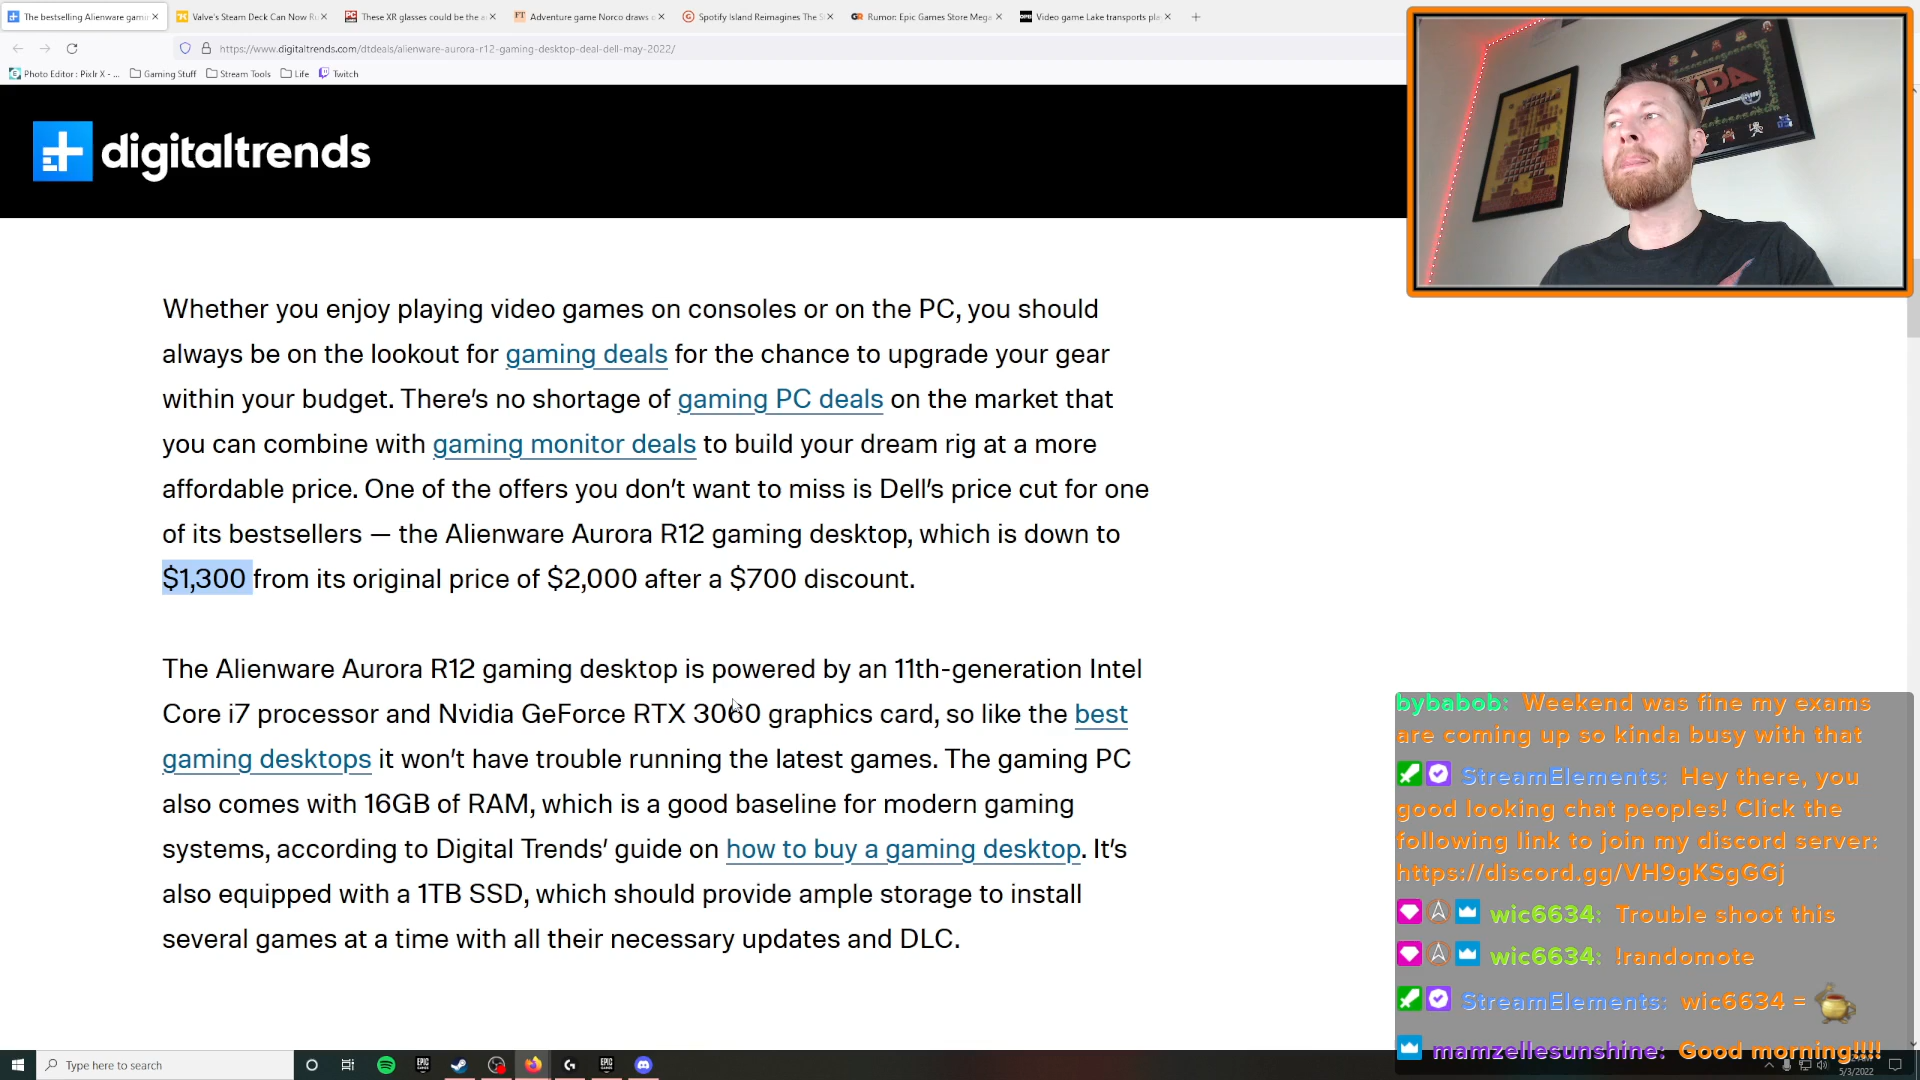 The bestselling Alienware gami
Valve's Steam Deck Can Now Ru
These XR glasses could be the a
Adventure game Norco draws o
Spotify Island Reimagines The S
Rumor: Epic Games Store Mega
Video game Lake transports pla
https://www.digitaltrends.com/dtdeals/alienware-aurora-r12-gaming-desktop-deal-dell-may-2022/
Photo Editor : Pixlr X - ... Gaming Stuff Stream Tools Life Twitch
digitaltrends
Whether you enjoy playing video games on consoles or on the PC, you should
always be on the lookout for gaming deals for the chance to upgrade your gear
within your budget. There's no shortage of gaming PC deals on the market that
you can combine with gaming monitor deals to build your dream rig at a more
affordable price. One of the offers you don't want to miss is Dell's price cut for one
of its bestsellers — the Alienware Aurora R12 gaming desktop, which is down to
$1,300 from its original price of $2,000 after a $700 discount.
The Alienware Aurora R12 gaming desktop is powered by an 11th-generation Intel
Core i7 processor and Nvidia GeForce RTX 3060 graphics card, so like the best
gaming desktops it won't have trouble running the latest games. The gaming PC
also comes with 16GB of RAM, which is a good baseline for modern gaming
systems, according to Digital Trends' guide on how to buy a gaming desktop. It's
also equipped with a 1TB SSD, which should provide ample storage to install
several games at a time with all their necessary updates and DLC.
bybabob: Weekend was fine my exams
are coming up so kinda busy with that
StreamElements: Hey there, you
good looking chat peoples! Click the
following link to join my discord server:
https://discord.gg/VH9gKSgGGj
wic6634: Trouble shoot this
wic6634: !randomote
StreamElements: wic6634 =
mamzellesunshine: Good morning!!!!
Type here to search
5/3/2022